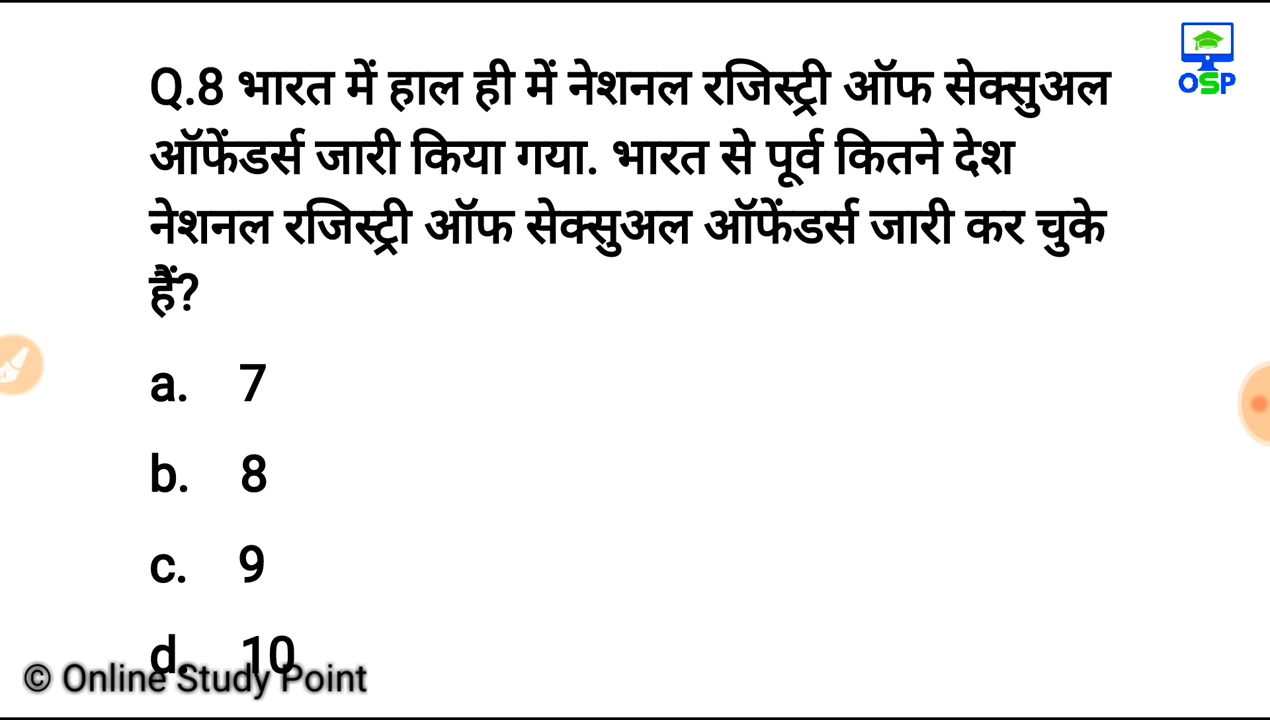 OSP
Q.8 भारत में हाल ही में नेशनल रजिस्ट्री ऑफ सेक्सुअल
ऑफेंडर्स जारी किया गया. भारत से पूर्व कितने देश
नेशनल रजिस्ट्री ऑफ सेक्सुअल ऑफेंडर्स जारी कर चुके
हैं?
a. 7
b. 8
c. 9
d. 10
© Online Study Point